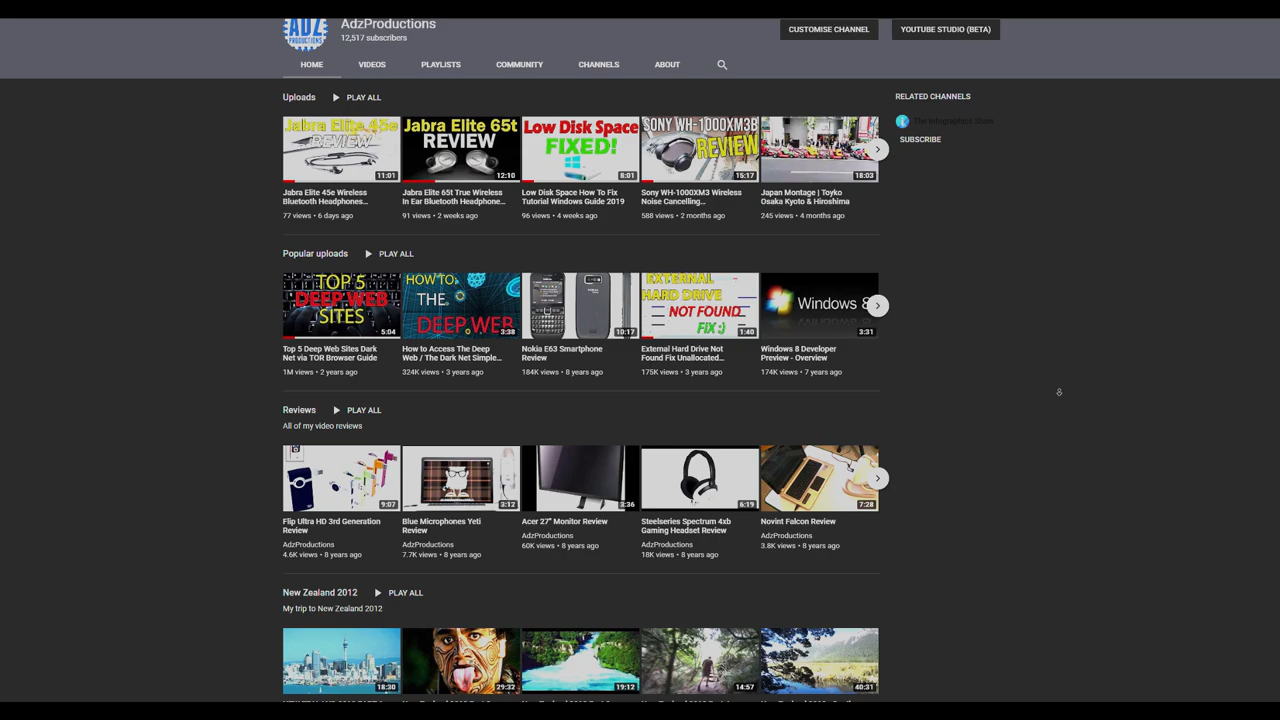 ADZ
PRODUCTIONS
AdzProductions
12,517 subscribers
CUSTOMISE CHANNEL
YOUTUBE STUDIO (BETA)
HOME
VIDEOS
PLAYLISTS
COMMUNITY
CHANNELS
ABOUT
Uploads
PLAY ALL
RELATED CHANNELS
The Infographics Show
SUBSCRIBE
Jabra Elite 45e
REVIEW
11:01
Jabra Elite 65t
REVIEW
12:10
Low Disk Space
FIXED!
8:01
SONY WH-1000XM3
REVIEW
15:17
18:03
Jabra Elite 45e Wireless
Bluetooth Headphones...
77 views • 6 days ago
Jabra Elite 65t True Wireless
In Ear Bluetooth Headphone...
91 views • 2 weeks ago
Low Disk Space How To Fix
Tutorial Windows Guide 2019
96 views • 4 weeks ago
Sony WH-1000XM3 Wireless
Noise Cancelling...
588 views • 2 months ago
Japan Montage | Toyko
Osaka Kyoto & Hiroshima
245 views • 4 months ago
Popular uploads
PLAY ALL
TOP 5
DEEP WEB
SITES
5:04
HOW TO:
THE
DEEP WEB
3:38
NOKIA
10:17
EXTERNAL
HARD DRIVE
NOT FOUND
FIX ;)
1:40
Windows 8
3:31
Top 5 Deep Web Sites Dark
Net via TOR Browser Guide
1M views • 2 years ago
How to Access The Deep
Web / The Dark Net Simple...
324K views • 3 years ago
Nokia E63 Smartphone
Review
184K views • 8 years ago
External Hard Drive Not
Found Fix Unallocated...
175K views • 3 years ago
Windows 8 Developer
Preview - Overview
174K views • 7 years ago
Reviews
PLAY ALL
All of my video reviews
9:07
3:12
3:36
6:19
7:28
Flip Ultra HD 3rd Generation
Review
AdzProductions
4.6K views • 8 years ago
Blue Microphones Yeti
Review
AdzProductions
7.7K views • 8 years ago
Acer 27" Monitor Review
AdzProductions
60K views • 8 years ago
Steelseries Spectrum 4xb
Gaming Headset Review
AdzProductions
18K views • 8 years ago
Novint Falcon Review
AdzProductions
3.8K views • 8 years ago
New Zealand 2012
PLAY ALL
My trip to New Zealand 2012
18:30
29:32
19:12
14:57
40:31